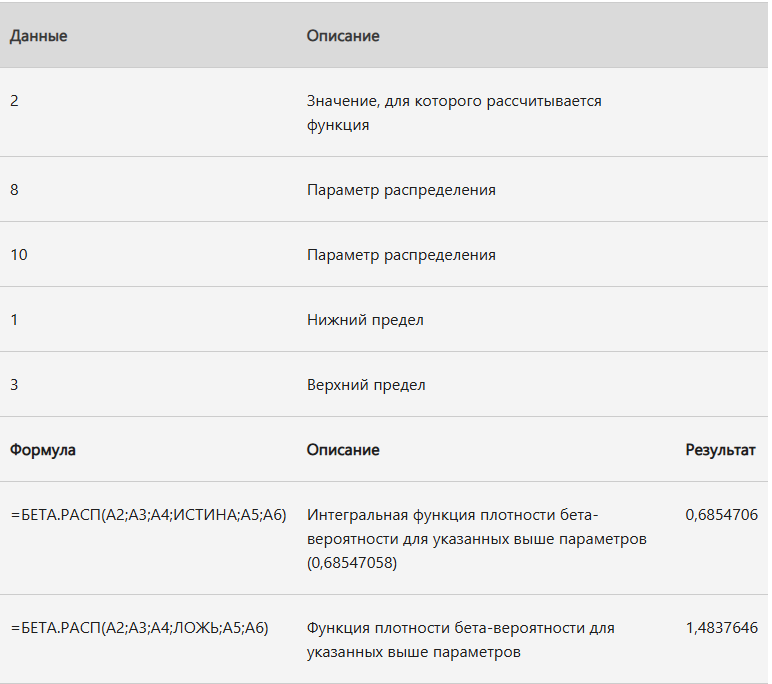 Данные Описание
2 Значение, для которого рассчитывается
функция
8 Параметр распределения
10 Параметр распределения
1 Нижний предел
3 Верхний предел
Формула Описание Результат
=БЕТА.РАСП(A2;A3;A4;ИСТИНА;A5;A6) Интегральная функция плотности бета- 0,6854706
вероятности для указанных выше параметров
(0,68547058)
=БЕТА.РАСП(A2;A3;A4;ЛОЖЬ;A5;A6) Функция плотности бета-вероятности для 1,4837646
указанных выше параметров